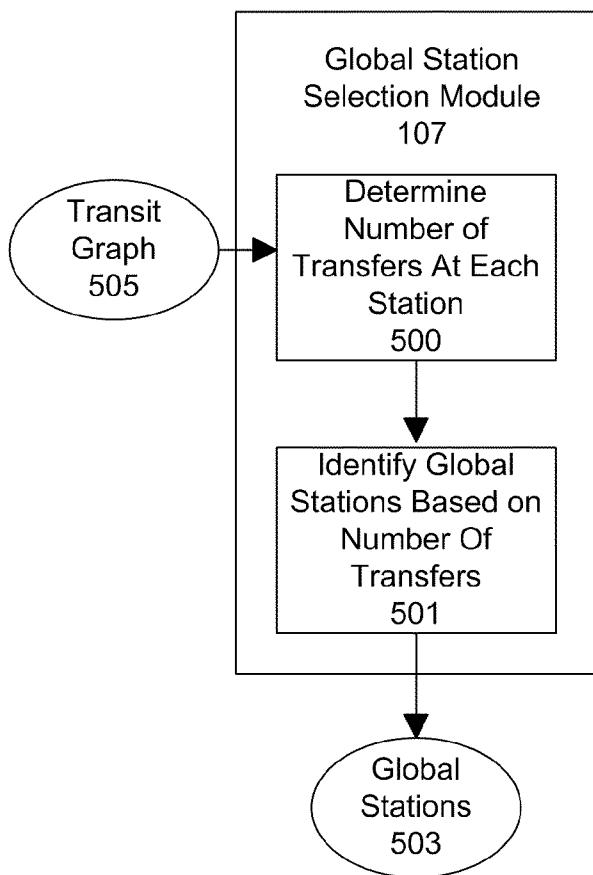 Global Station
Selection Module
107
Transit
Graph
505
Determine
Number of
Transfers At Each
Station
500
Identify Global
Stations Based on
Number Of
Transfers
501
Global
Stations
503